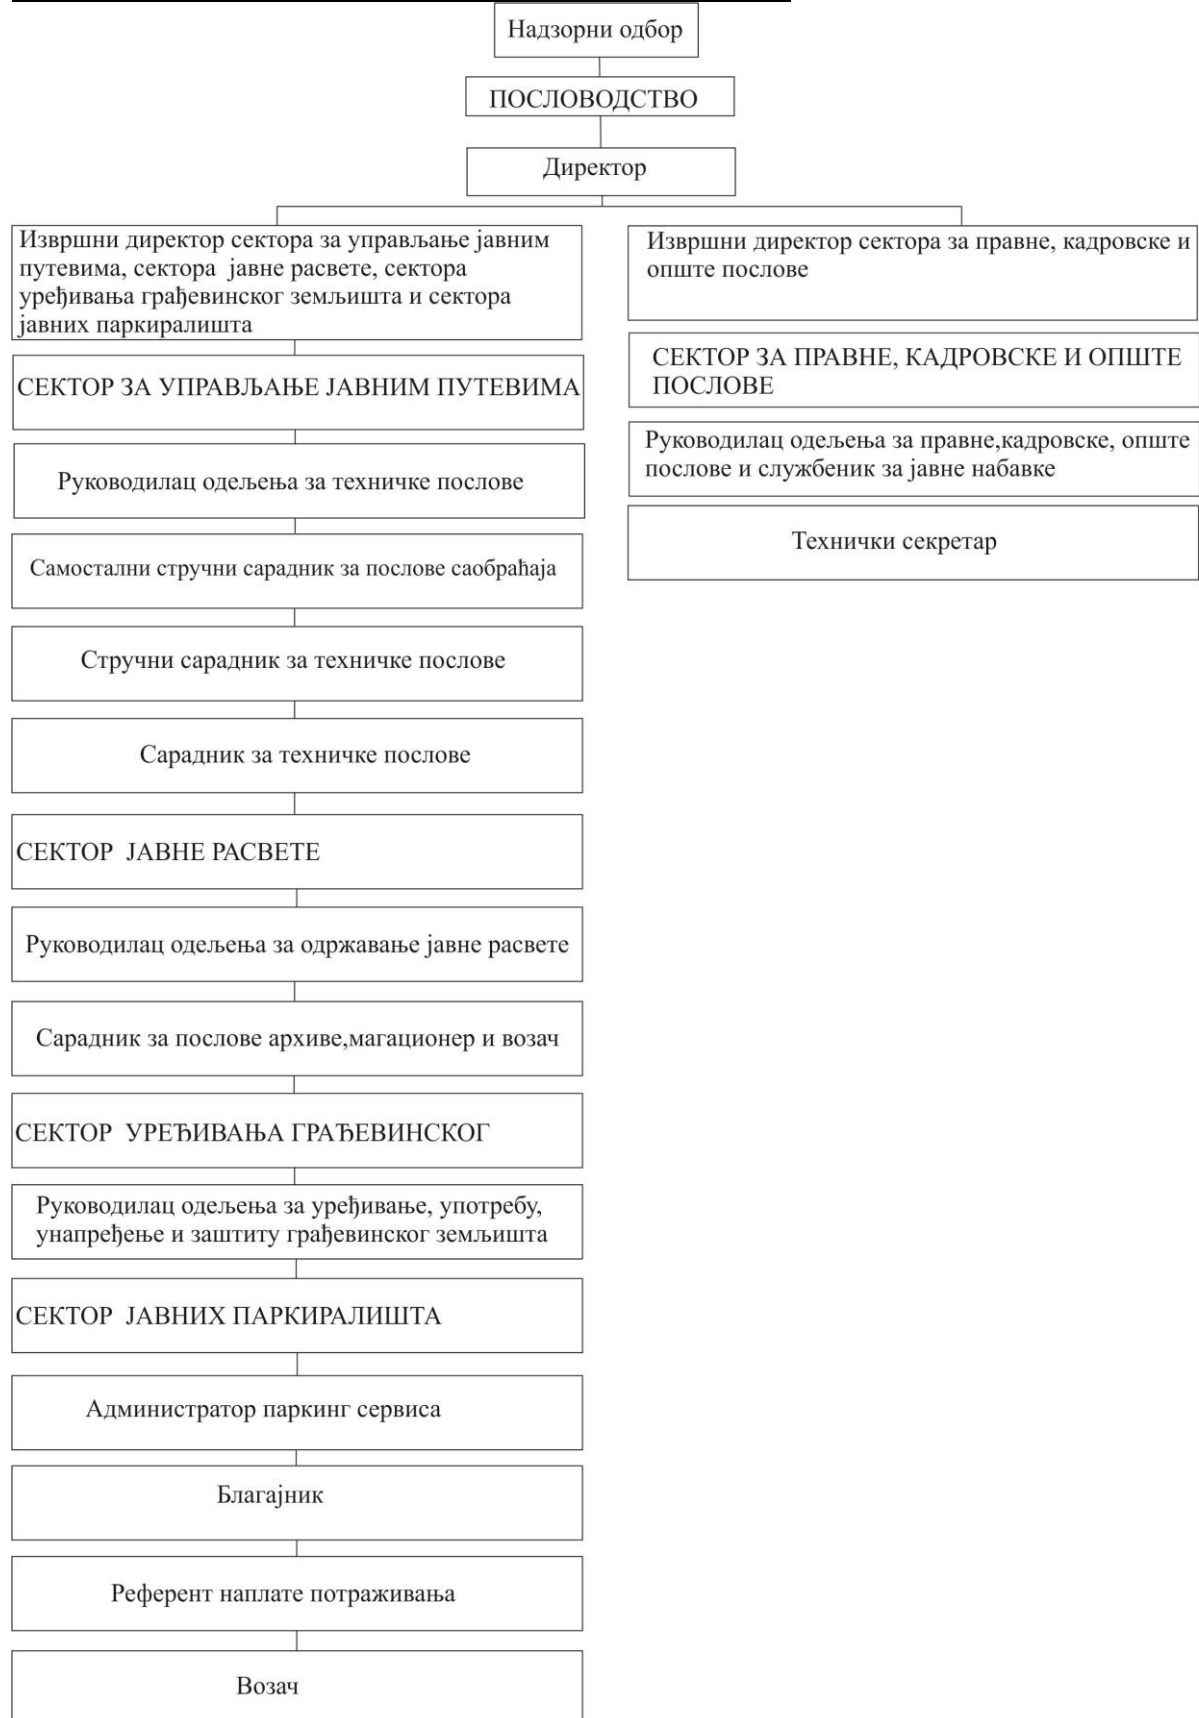 Надзорни одбор
ПОСЛОВОДСТВО
Директор
Извршни директор сектора за управљање јавним
путевима, сектора  јавне расвете, сектора
уређивања грађевинског земљишта и сектора
јавних паркиралишта
СЕКТОР ЗА УПРАВЉАЊЕ ЈАВНИМ ПУТЕВИМА
Руководилац одељења за техничке послове
Самостални стручни сарадник за послове саобраћаја
Стручни сарадник за техничке послове
Сарадник за техничке послове
СЕКТОР  ЈАВНЕ РАСВЕТЕ
Руководилац одељења за одржавање јавне расвете
Сарадник за послове архиве,магационер и возач
СЕКТОР  УРЕЂИВАЊА ГРАЂЕВИНСКОГ
Руководилац одељења за уређивање, употребу,
унапређење и заштиту грађевинског земљишта
СЕКТОР  ЈАВНИХ ПАРКИРАЛИШТА
Администратор паркинг сервиса
Благајник
Референт наплате потраживања
Возач
Извршни директор сектора за правне, кадровске и
опште послове
СЕКТОР ЗА ПРАВНЕ, КАДРОВСКЕ И ОПШТЕ
ПОСЛОВЕ
Руководилац одељења за правне,кадровске, опште
послове и службеник за јавне набавке
Технички секретар